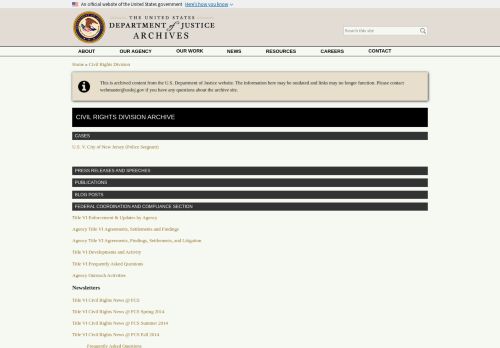 An official website of the United States government Here's how you know
THE UNITED STATES
DEPARTMENT of JUSTICE
ARCHIVES
Search this site
ABOUT OUR AGENCY OUR WORK NEWS RESOURCES CAREERS CONTACT
Home » Civil Rights Division
This is archived content from the U.S. Department of Justice website. The information here may be outdated and links may no longer function. Please contact
webmaster@usdoj.gov if you have any questions about the archive site.
CIVIL RIGHTS DIVISION ARCHIVE
CASES
U.S. V. City of New Jersey (Police Sergeant)
PRESS RELEASES AND SPEECHES
PUBLICATIONS
BLOG POSTS
FEDERAL COORDINATION AND COMPLIANCE SECTION
Title VI Enforcement & Updates by Agency
Agency Title VI Agreements, Settlements and Findings
Agency Title VI Agreements, Findings, Settlements, and Litigation
Title VI Developments and Activity
Title VI Frequently Asked Questions
Agency Outreach Activities
Newsletters
Title VI Civil Rights News @ FCS
Title VI Civil Rights News @ FCS Spring 2014
Title VI Civil Rights News @ FCS Summer 2014
Title VI Civil Rights News @ FCS Fall 2014
Frequently Asked Questions